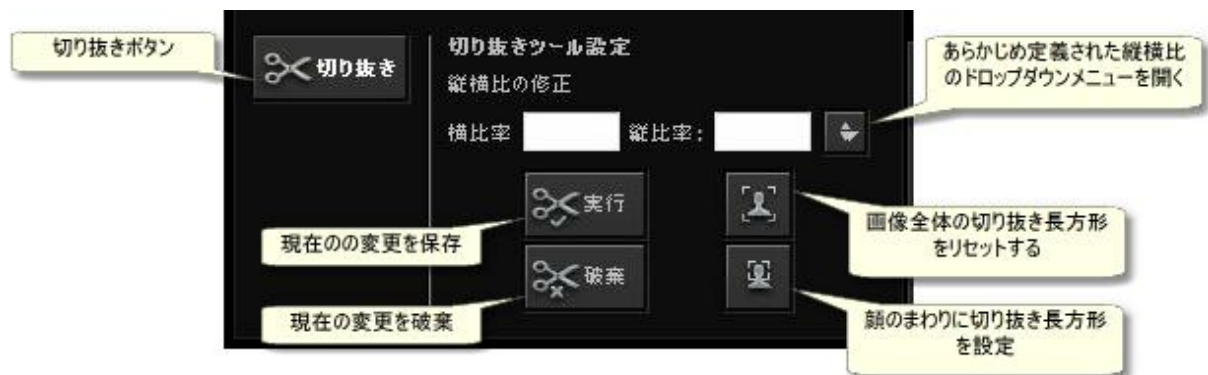 切り抜きボタン
切り抜き
切り抜きツール設定
縦横比の修正
横比率
縦比率:
あらかじめ定義された縦横比
のドロップダウンメニューを開く
実行
現在のの変更を保存
画像全体の切り抜き長方形
をリセットする
破棄
現在の変更を破棄
顔のまわりに切り抜き長方形
を設定